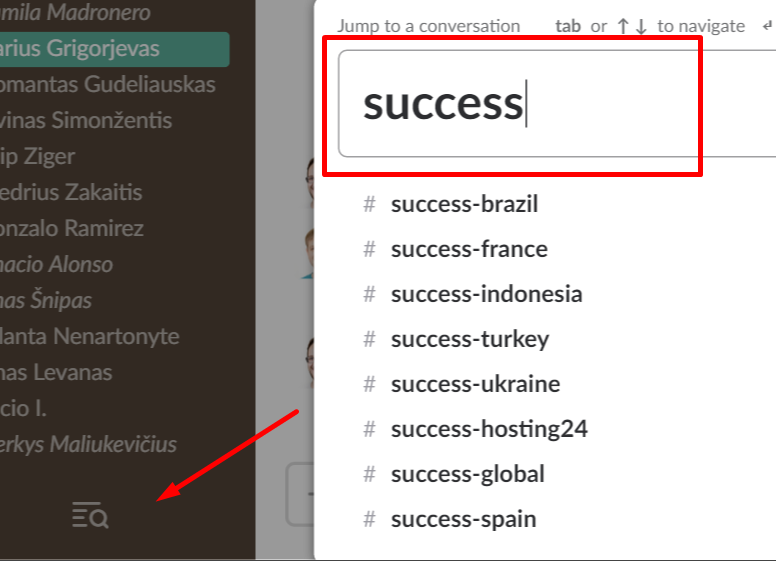 mila Madronero
arius Grigorjevas
omantas Gudeliauskas
vinas Simonžentis
ip Ziger
edrius Zakaitis
onzalo Ramirez
nacio Alonso
nas Šnipas
lanta Nenartonyte
nas Levanas
cio I.
erkys Maliukevičius
Jump to a conversation tab or ↑ ↓ to navigate ↵
success
# success-brazil
# success-france
# success-indonesia
# success-turkey
# success-ukraine
# success-hosting24
# success-global
# success-spain